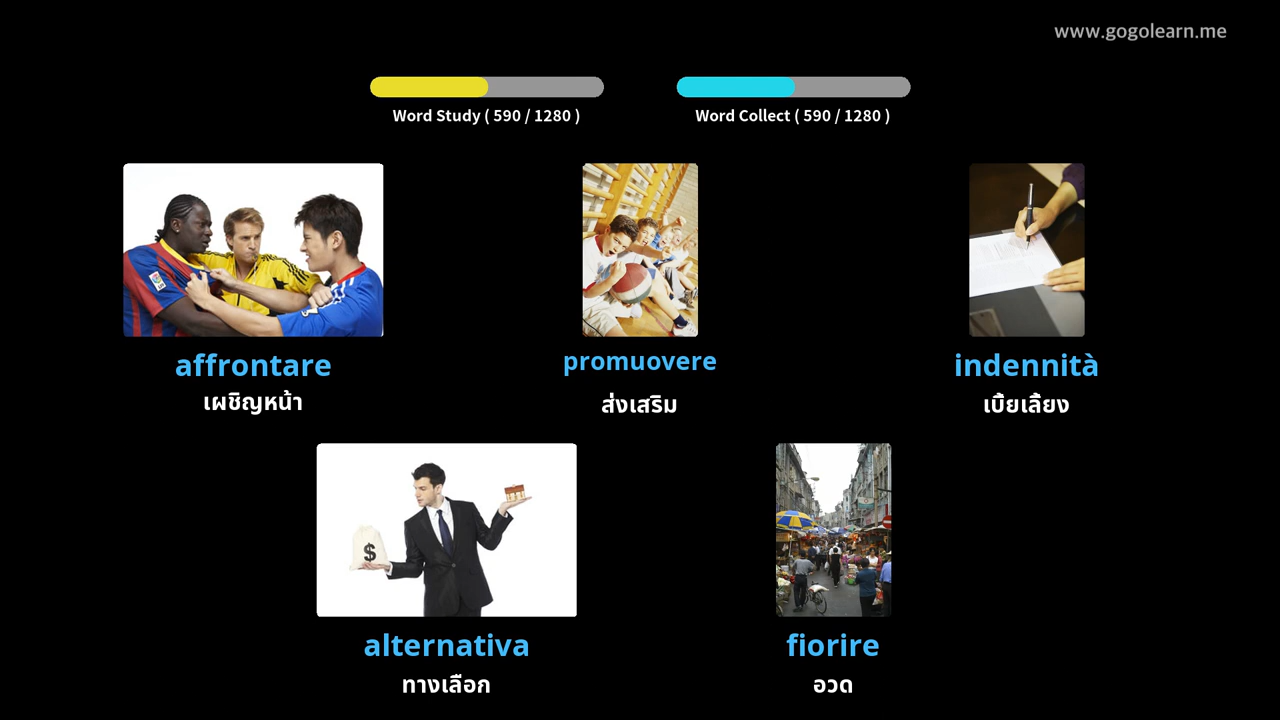 www.gogolearn.me
Word Study ( 590 / 1280 )
Word Collect ( 590 / 1280 )
affrontare
เผชิญหน้า
promuovere
ส่งเสริม
indennità
เบี้ยเลี้ยง
$
alternativa
ทางเลือก
fiorire
อวด